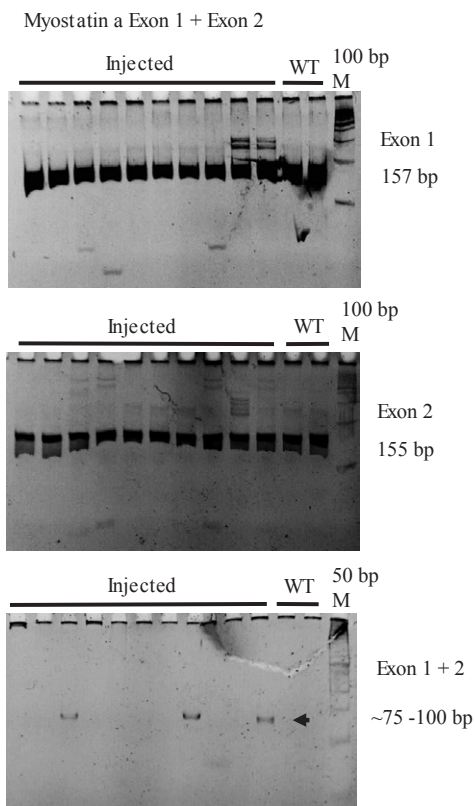 Myostatin a Exon 1 + Exon 2
Injected WT 100 bp
M
Exon 1
157 bp
Injected WT 100 bp
M
Exon 2
155 bp
Injected WT 50 bp
M
Exon 1 + 2
~75 -100 bp